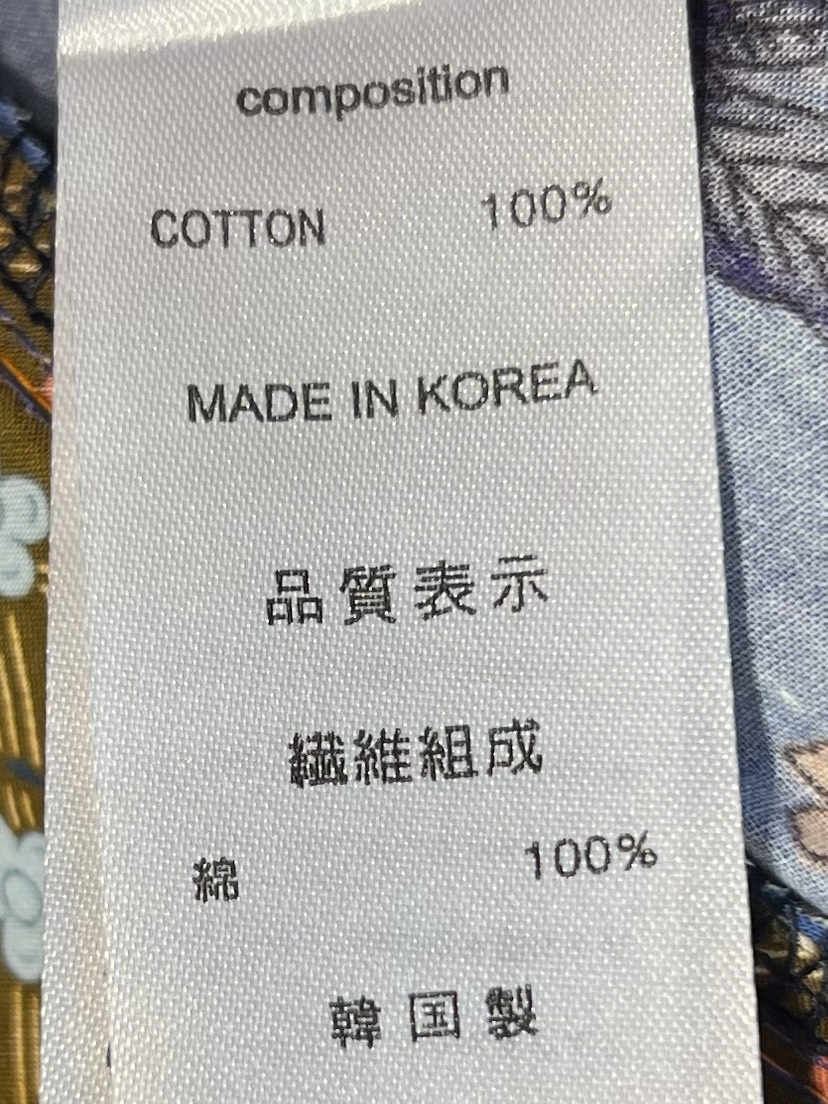 composition
COTTON 100%
MADE IN KOREA
品質表示
繊維組成
綿 100%
韓国製